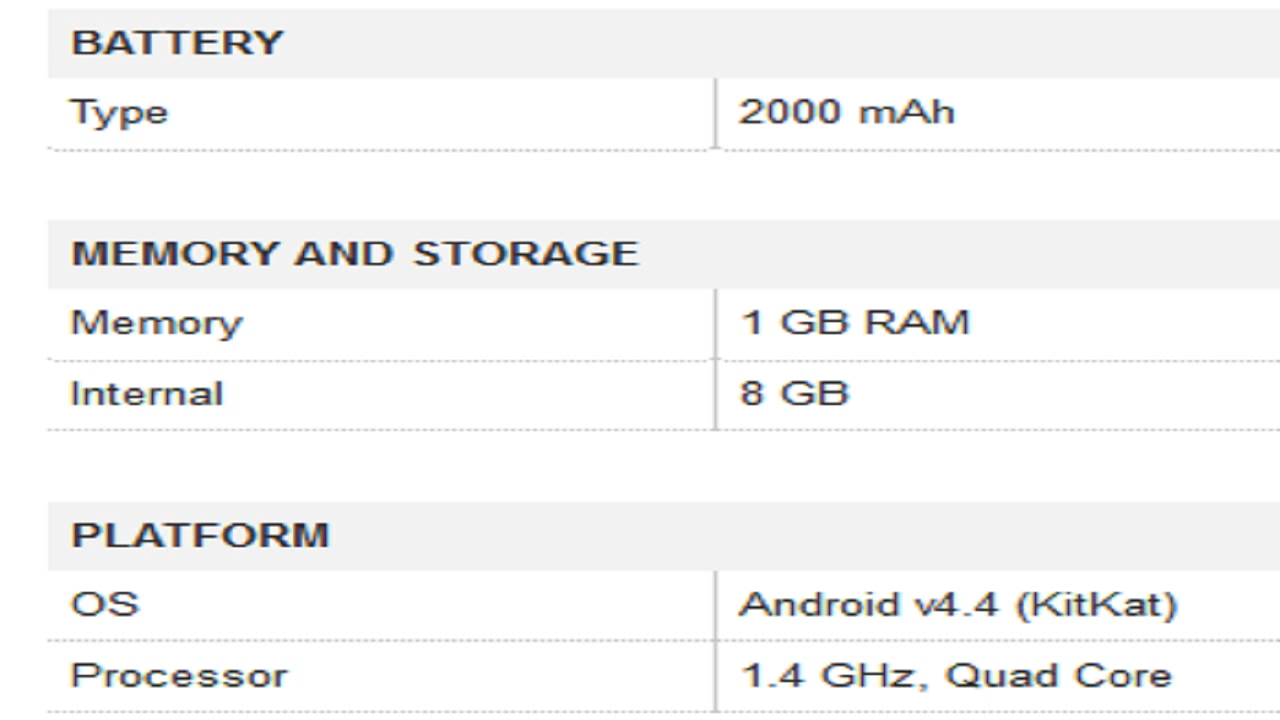 BATTERY
Type 2000 mAh
MEMORY AND STORAGE
Memory 1 GB RAM
Internal 8 GB
PLATFORM
OS Android v4.4 (KitKat)
Processor 1.4 GHz, Quad Core